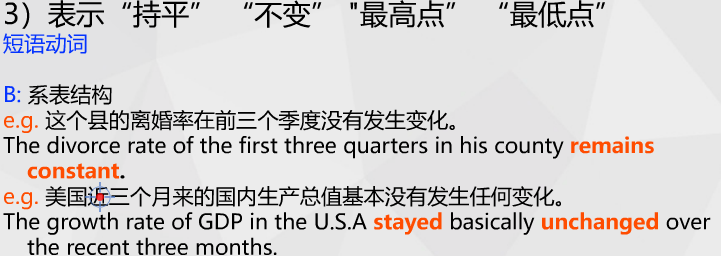 3）表示“持平” “不变” "最高点” “最低点”
短语动词
B: 系表结构
e.g. 这个县的离婚率在前三个季度没有发生变化。
The divorce rate of the first three quarters in his county remains
constant.
e.g. 美国近三个月来的国内生产总值基本没有发生任何变化。
The growth rate of GDP in the U.S.A stayed basically unchanged over
the recent three months.